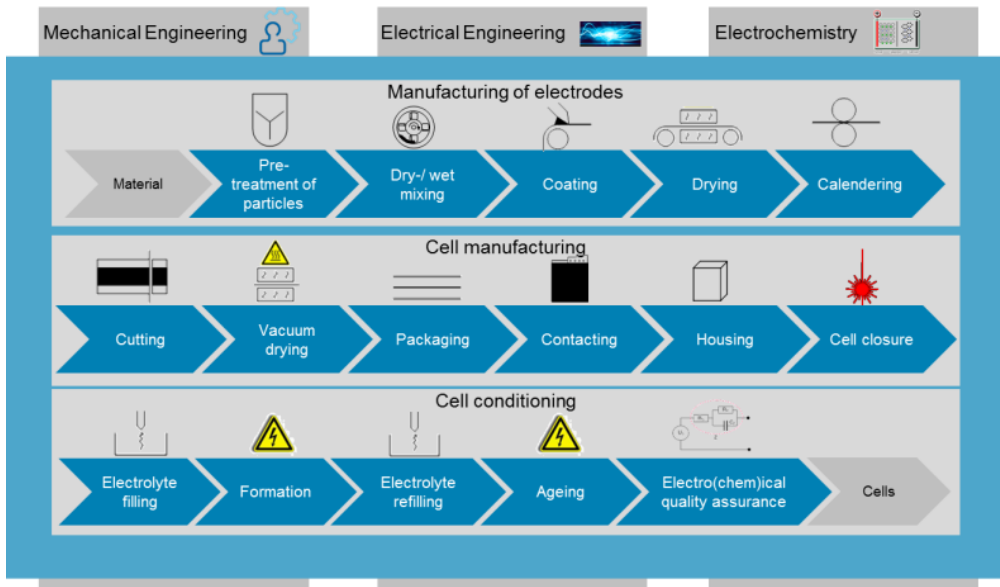 Mechanical Engineering
Electrical Engineering
Electrochemistry
Manufacturing of electrodes
Material
Pre-
treatment of
particles
Dry-/ wet
mixing
Coating
Drying
Calendering
Cell manufacturing
Cutting
Vacuum
drying
Packaging
Contacting
Housing
Cell closure
Cell conditioning
Electrolyte
filling
Formation
Electrolyte
refilling
Ageing
Electro(chem)ical
quality assurance
Cells